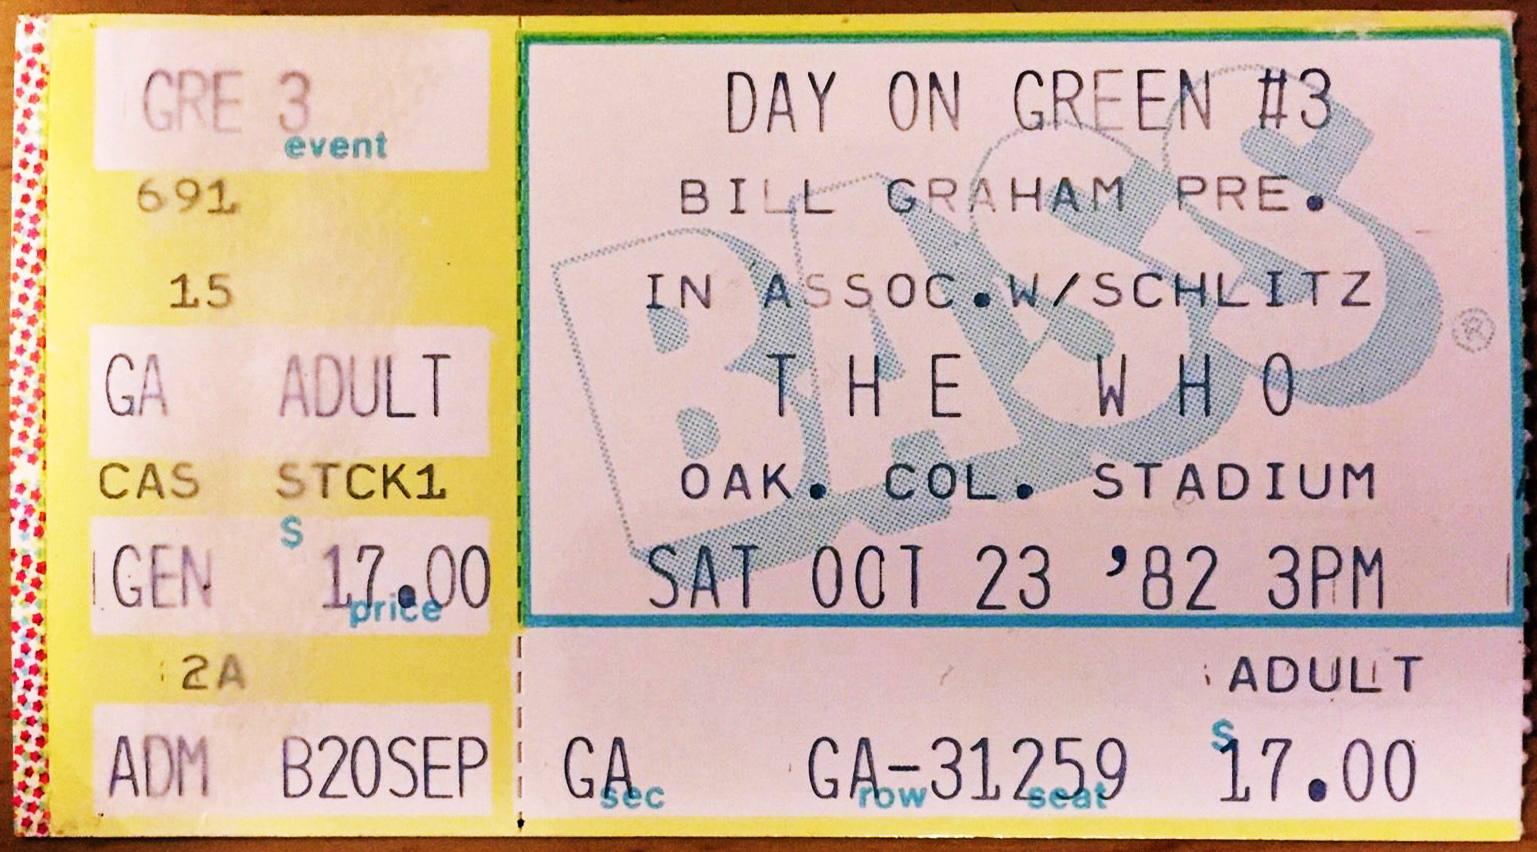 GRE 3
event
691
15
GA ADULT
CAS STCK1
$
GEN 17.00
price
2A
ADM B20SEP
DAY ON GREEN #3
BILL GRAHAM PRE.
IN ASSOC.W/SCHLITZ
THE WHO
OAK. COL. STADIUM
SAT OCT 23 '82 3PM
BASS
®
ADULT
$
GA GA-31259 17.00
sec row seat